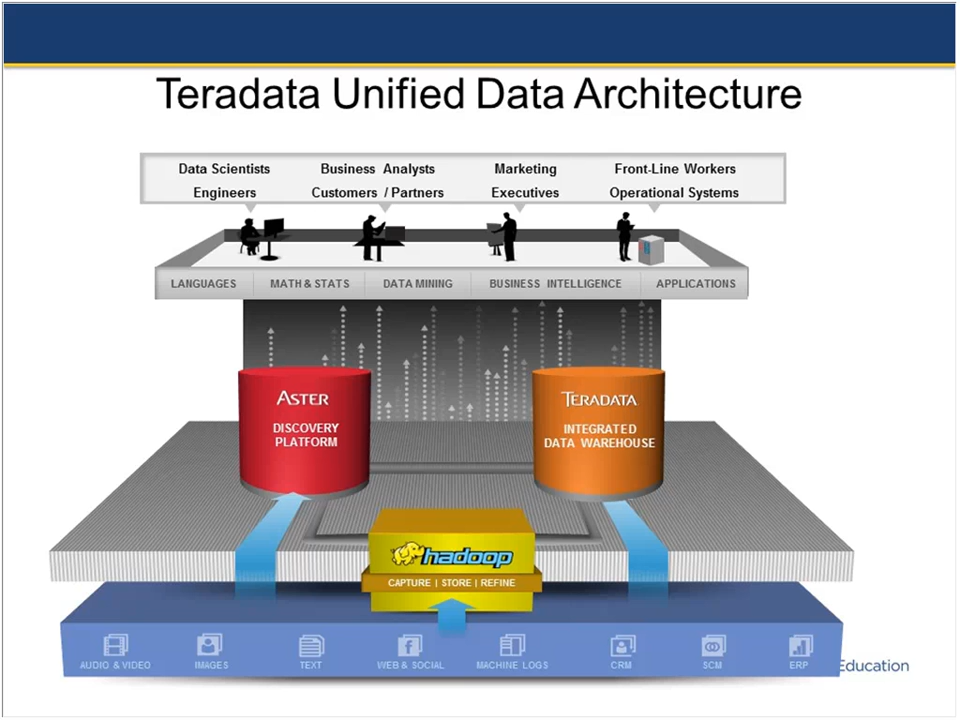 Teradata Unified Data Architecture
Data Scientists Business Analysts Marketing Front-Line Workers
Engineers Customers / Partners Executives Operational Systems
LANGUAGES MATH & STATS DATA MINING BUSINESS INTELLIGENCE APPLICATIONS
ASTER
DISCOVERY
PLATFORM
TERADATA
INTEGRATED
DATA WAREHOUSE
hadoop
CAPTURE | STORE | REFINE
AUDIO & VIDEO IMAGES TEXT WEB & SOCIAL MACHINE LOGS CRM SCM ERP
Education